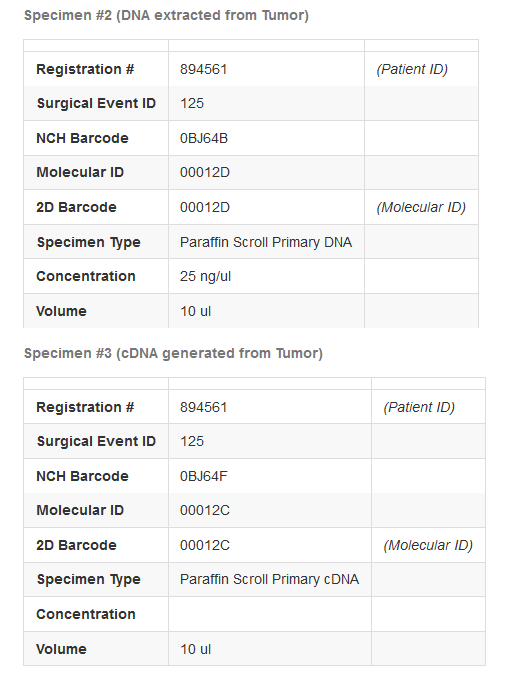 Specimen #2 (DNA extracted from Tumor)
Registration # 894561 (Patient ID)
Surgical Event ID 125
NCH Barcode 0BJ64B
Molecular ID 00012D
2D Barcode 00012D (Molecular ID)
Specimen Type Paraffin Scroll Primary DNA
Concentration 25 ng/ul
Volume 10 ul
Specimen #3 (cDNA generated from Tumor)
Registration # 894561 (Patient ID)
Surgical Event ID 125
NCH Barcode 0BJ64F
Molecular ID 00012C
2D Barcode 00012C (Molecular ID)
Specimen Type Paraffin Scroll Primary cDNA
Concentration
Volume 10 ul